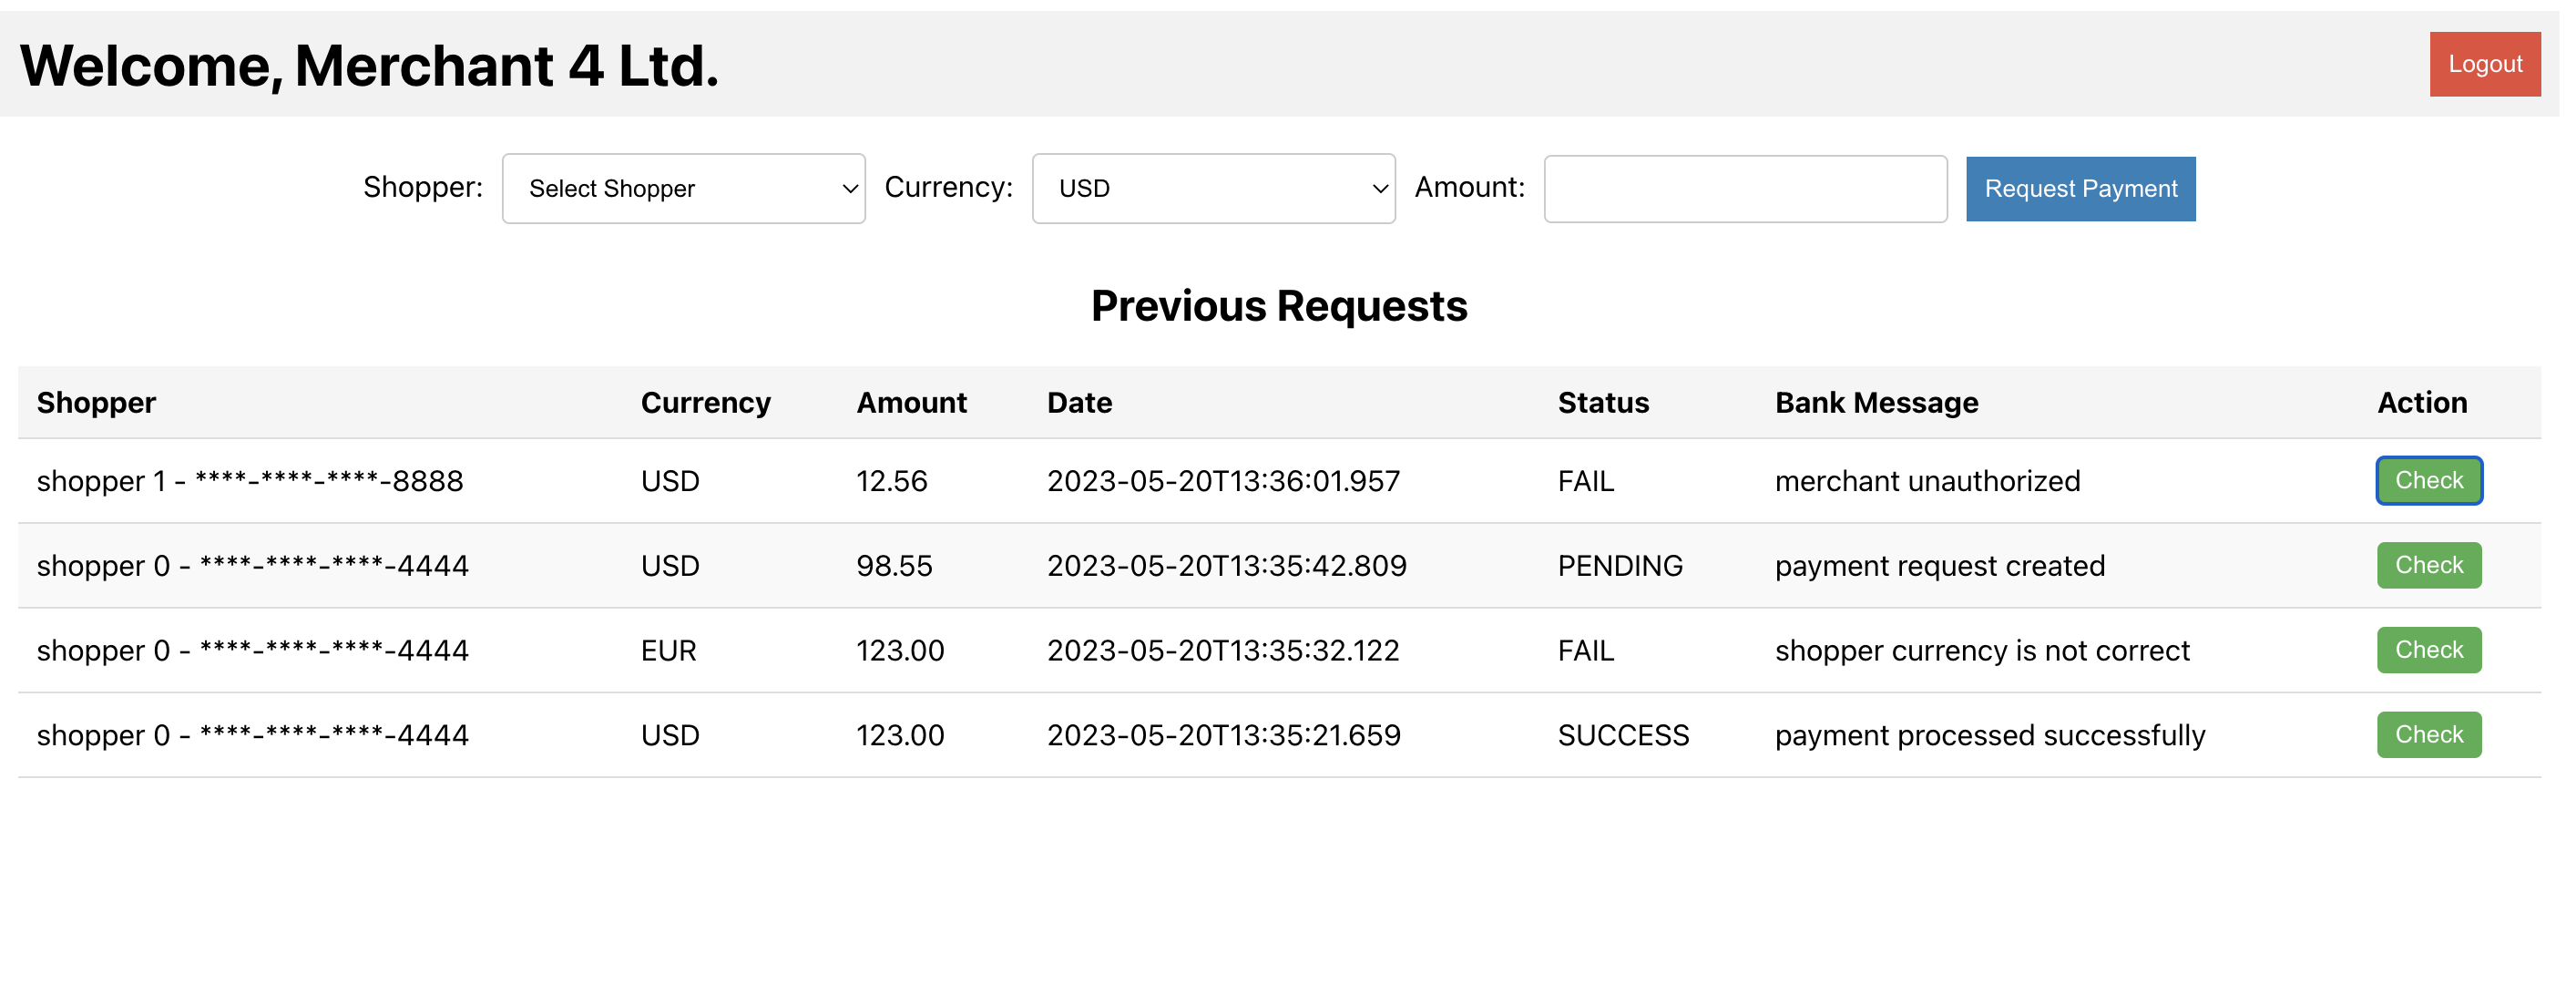 Welcome, Merchant 4 Ltd. Logout
Shopper: Select Shopper Currency: USD Amount: Request Payment
Previous Requests
Shopper Currency Amount Date Status Bank Message Action
shopper 1 - ****-****-****-8888 USD 12.56 2023-05-20T13:36:01.957 FAIL merchant unauthorized Check
shopper 0 - ****-****-****-4444 USD 98.55 2023-05-20T13:35:42.809 PENDING payment request created Check
shopper 0 - ****-****-****-4444 EUR 123.00 2023-05-20T13:35:32.122 FAIL shopper currency is not correct Check
shopper 0 - ****-****-****-4444 USD 123.00 2023-05-20T13:35:21.659 SUCCESS payment processed successfully Check